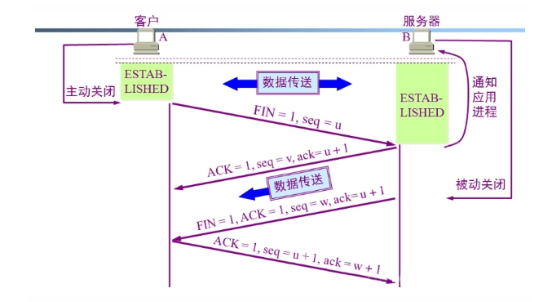 客户
服务器
A
B
主动关闭
ESTAB-
LISHED
数据传送
ESTAB-
LISHED
通知
应用
进程
FIN = 1, seq = u
ACK = 1, seq = v, ack= u + 1
数据传送
被动关闭
FIN = 1, ACK = 1, seq = w, ack= u + 1
ACK = 1, seq = u + 1, ack = w + 1